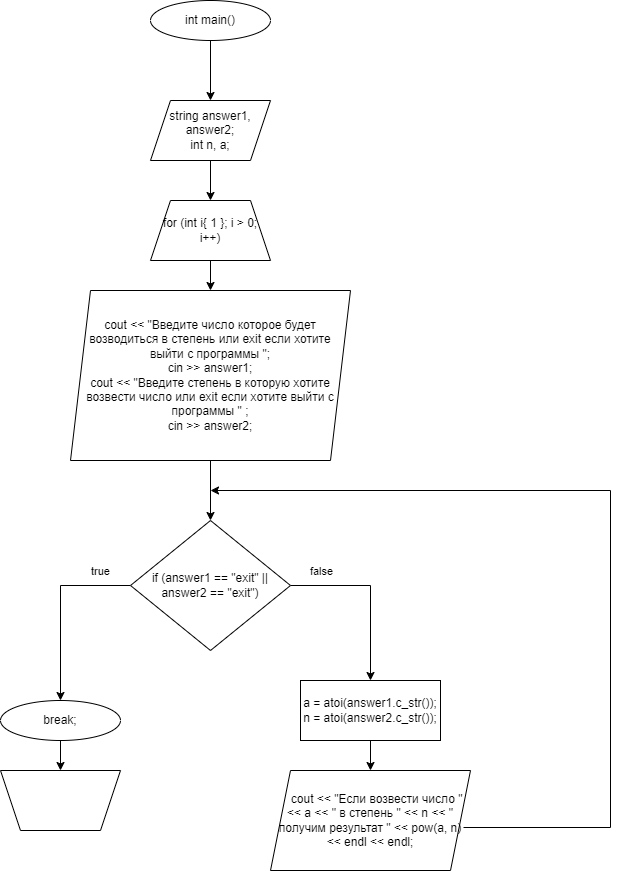 int main()
string answer1,
answer2;
int n, a;
for (int i{ 1 }; i > 0;
i++)
cout << "Введите число которое будет
возводиться в степень или exit если хотите
выйти с программы ";
cin >> answer1;
cout << "Введите степень в которую хотите
возвести число или exit если хотите выйти с
программы " ;
cin >> answer2;
true
false
if (answer1 == "exit" ||
answer2 == "exit")
break;
a = atoi(answer1.c_str());
n = atoi(answer2.c_str());
cout << "Если возвести число "
<< a << " в степень " << n << "
получим результат " << pow(a, n)
<< endl << endl;